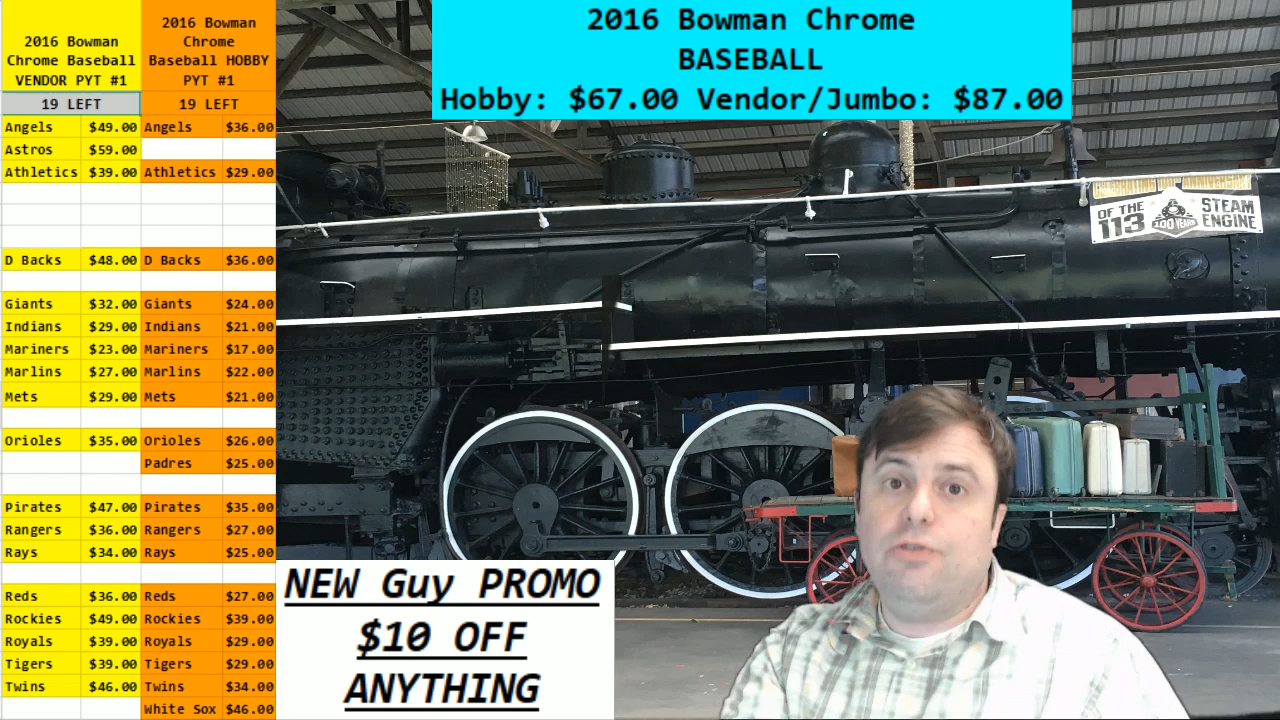 2016 Bowman
Chrome Baseball
VENDOR PYT #1
2016 Bowman
Chrome
Baseball HOBBY
PYT #1
19 LEFT 19 LEFT
Angels $49.00 Angels $36.00
Astros $59.00
Athletics $39.00 Athletics $29.00
D Backs $48.00 D Backs $36.00
Giants $32.00 Giants $24.00
Indians $29.00 Indians $21.00
Mariners $23.00 Mariners $17.00
Marlins $27.00 Marlins $22.00
Mets $29.00 Mets $21.00
Orioles $35.00 Orioles $26.00
Padres $25.00
Pirates $47.00 Pirates $35.00
Rangers $36.00 Rangers $27.00
Rays $34.00 Rays $25.00
Reds $36.00 Reds $27.00
Rockies $49.00 Rockies $39.00
Royals $39.00 Royals $29.00
Tigers $39.00 Tigers $29.00
Twins $46.00 Twins $34.00
White Sox $46.00
2016 Bowman Chrome
BASEBALL
Hobby: $67.00 Vendor/Jumbo: $87.00
OF THE
113
100 YEARS
STEAM
ENGINE
NEW Guy PROMO
$10 OFF
ANYTHING